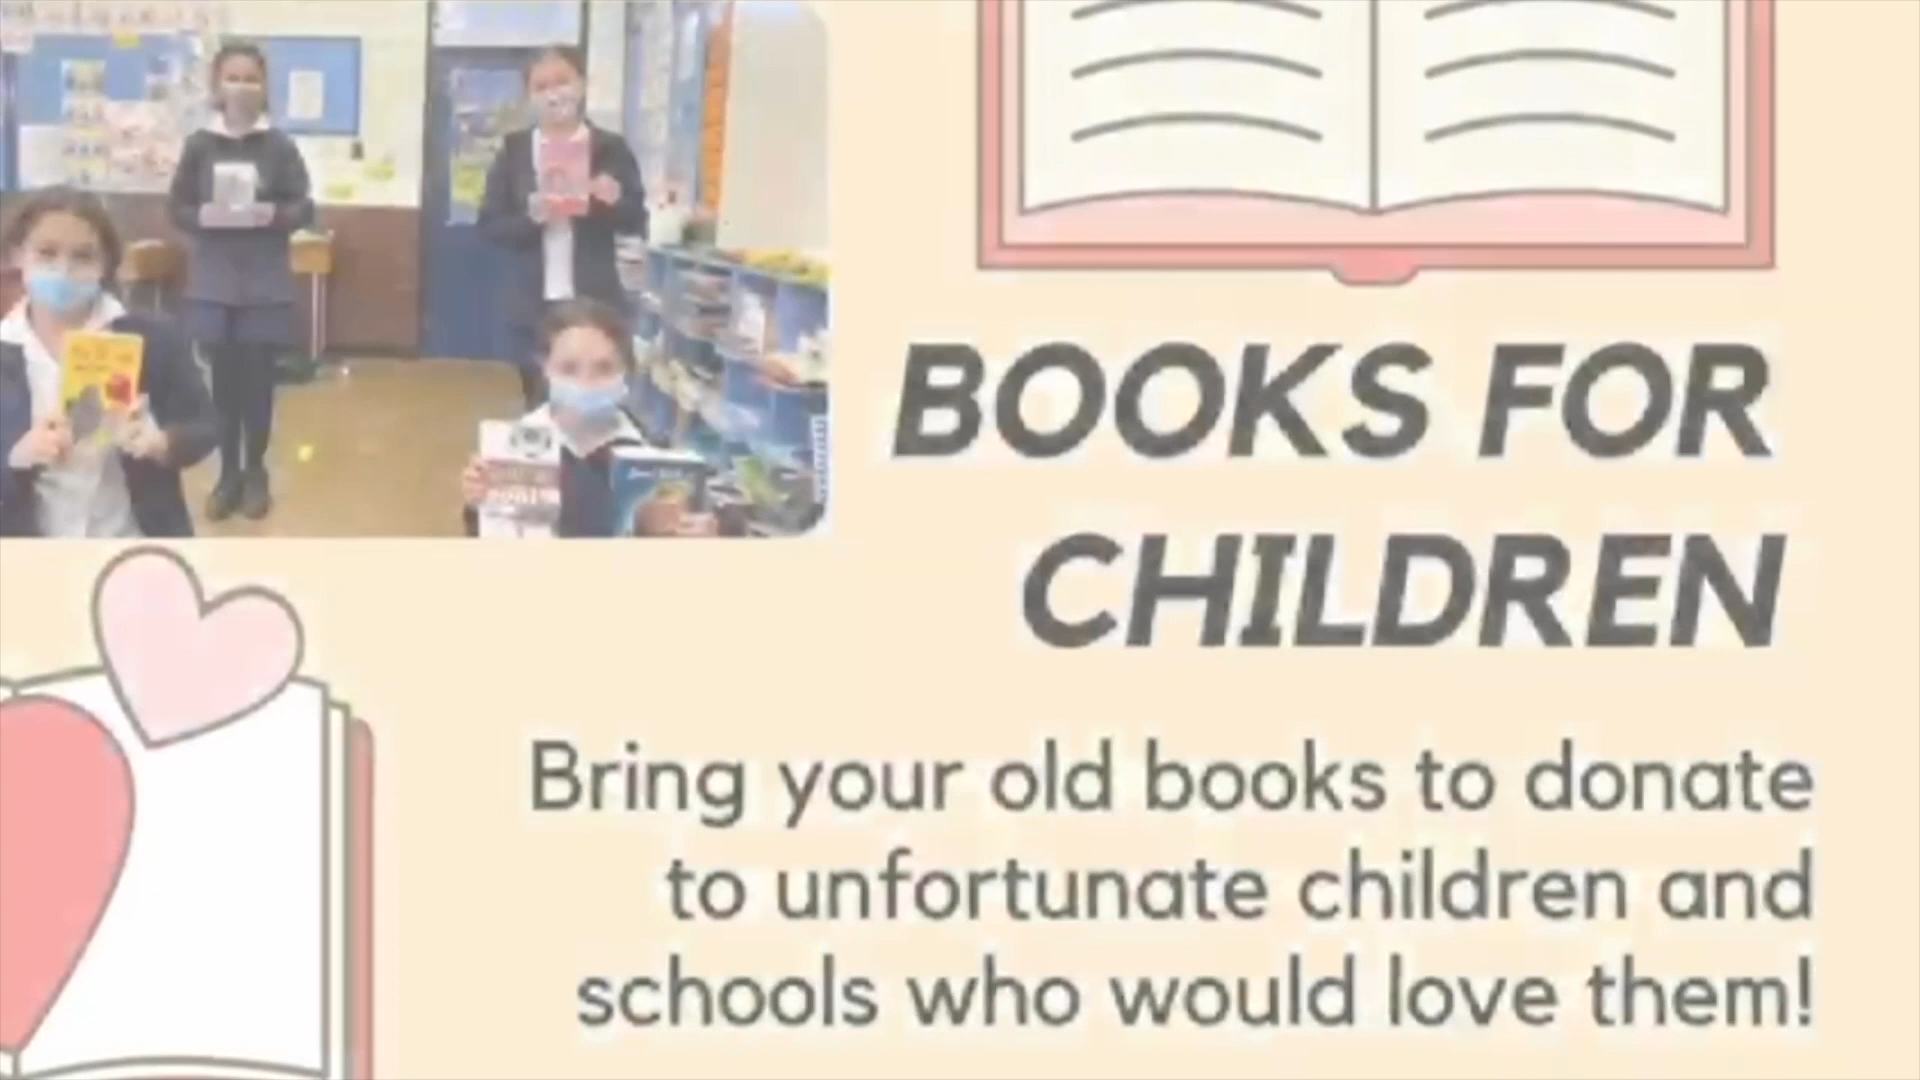 BOOKS FOR
CHILDREN
Bring your old books to donate
to unfortunate children and
schools who would love them!